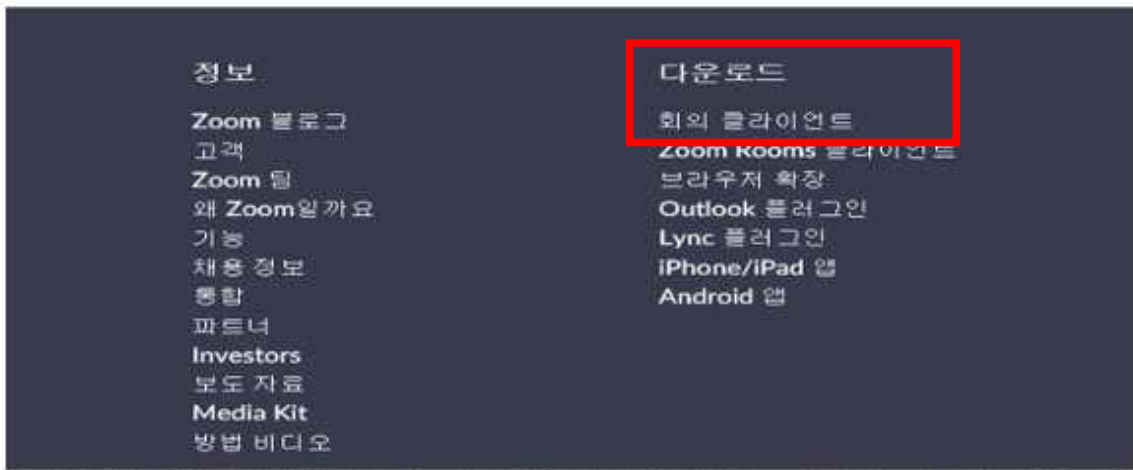 정보
Zoom 블로그
고객
Zoom 팀
왜 Zoom일까요
기능
채용 정보
통합
파트너
Investors
보도 자료
Media Kit
방법 비디오
다운로드
회의 클라이언트
Zoom Rooms 클라이언트
브라우저 확장
Outlook 플러그인
Lync 플러그인
iPhone/iPad 앱
Android 앱